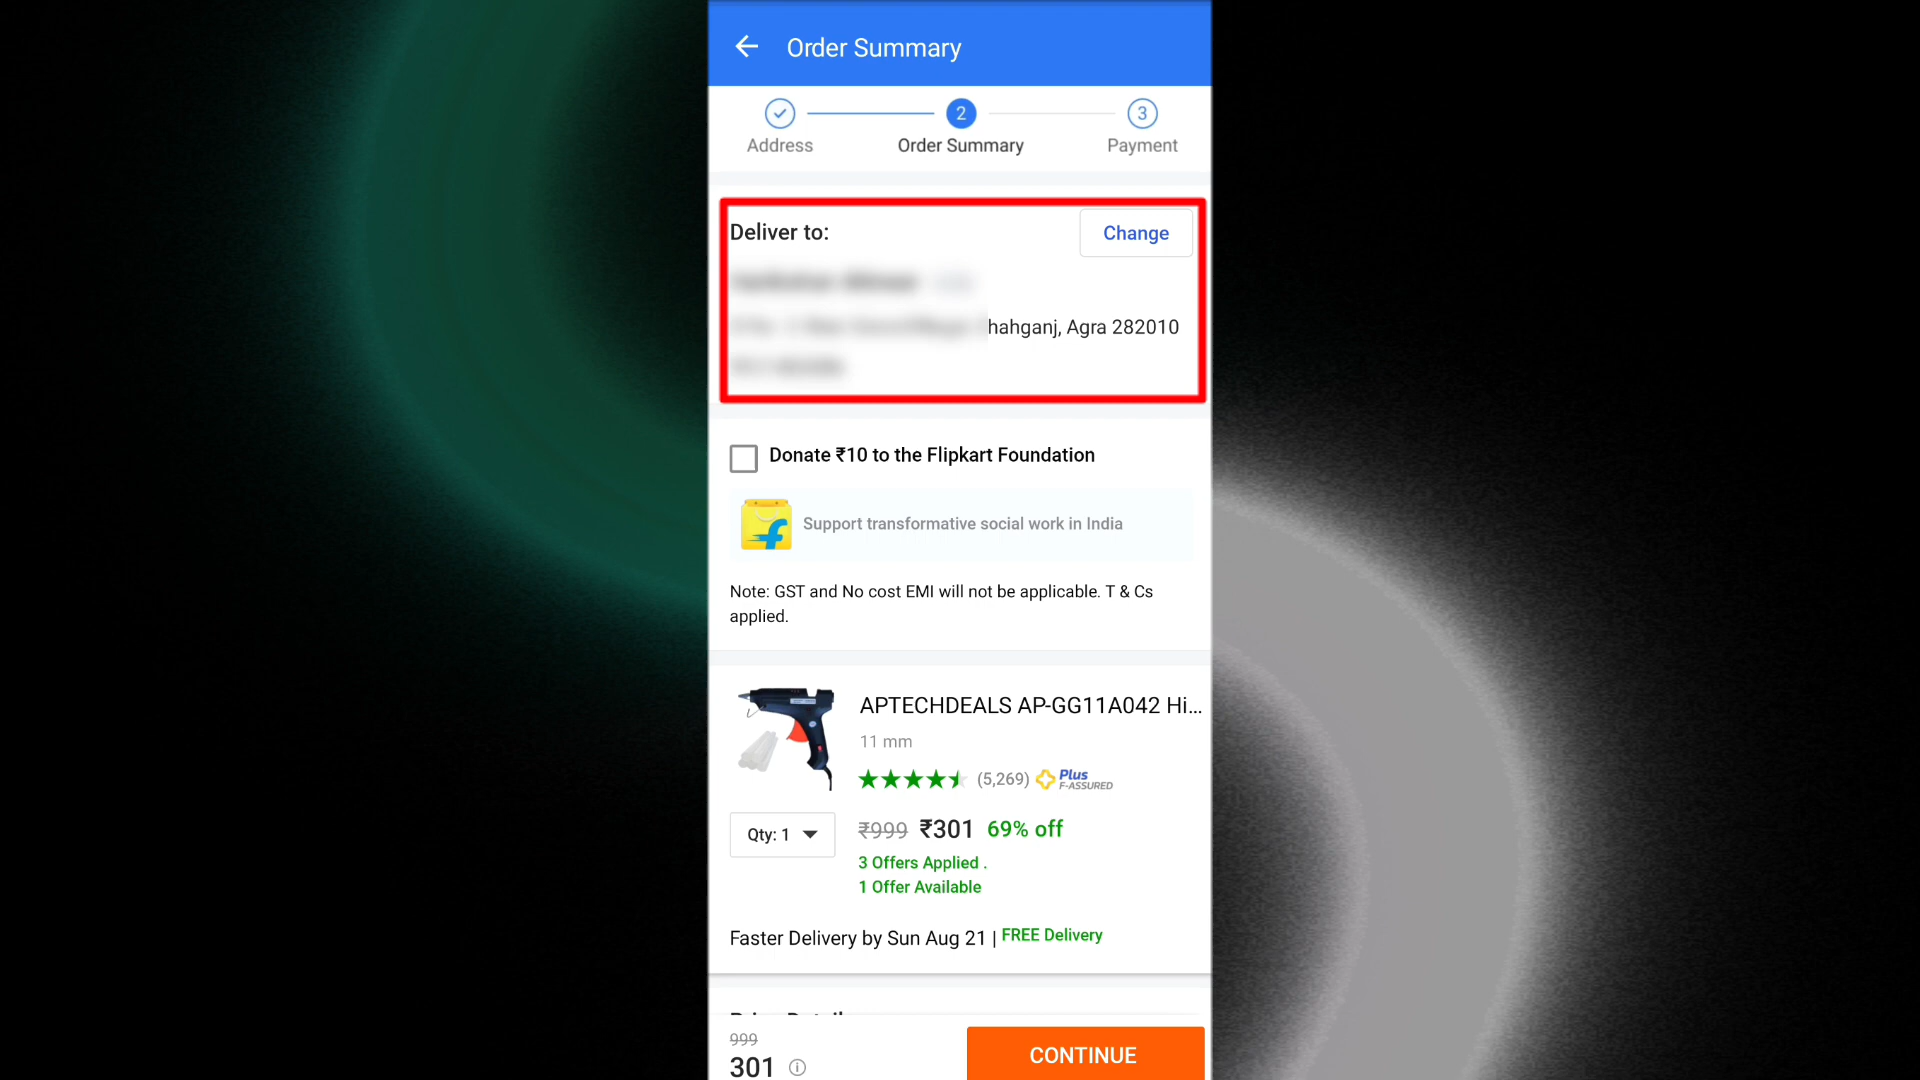 Order Summary
2
3
Address
Order Summary
Payment
Deliver to:
Change
hahganj, Agra 282010
Donate ₹10 to the Flipkart Foundation
Support transformative social work in India
Note: GST and No cost EMI will not be applicable. T & Cs
applied.
APTECHDEALS AP-GG11A042 Hi...
11 mm
(5,269)
Plus
F-ASSURED
Qty: 1
₹999 ₹301 69% off
3 Offers Applied .
1 Offer Available
Faster Delivery by Sun Aug 21 | FREE Delivery
999
301
CONTINUE